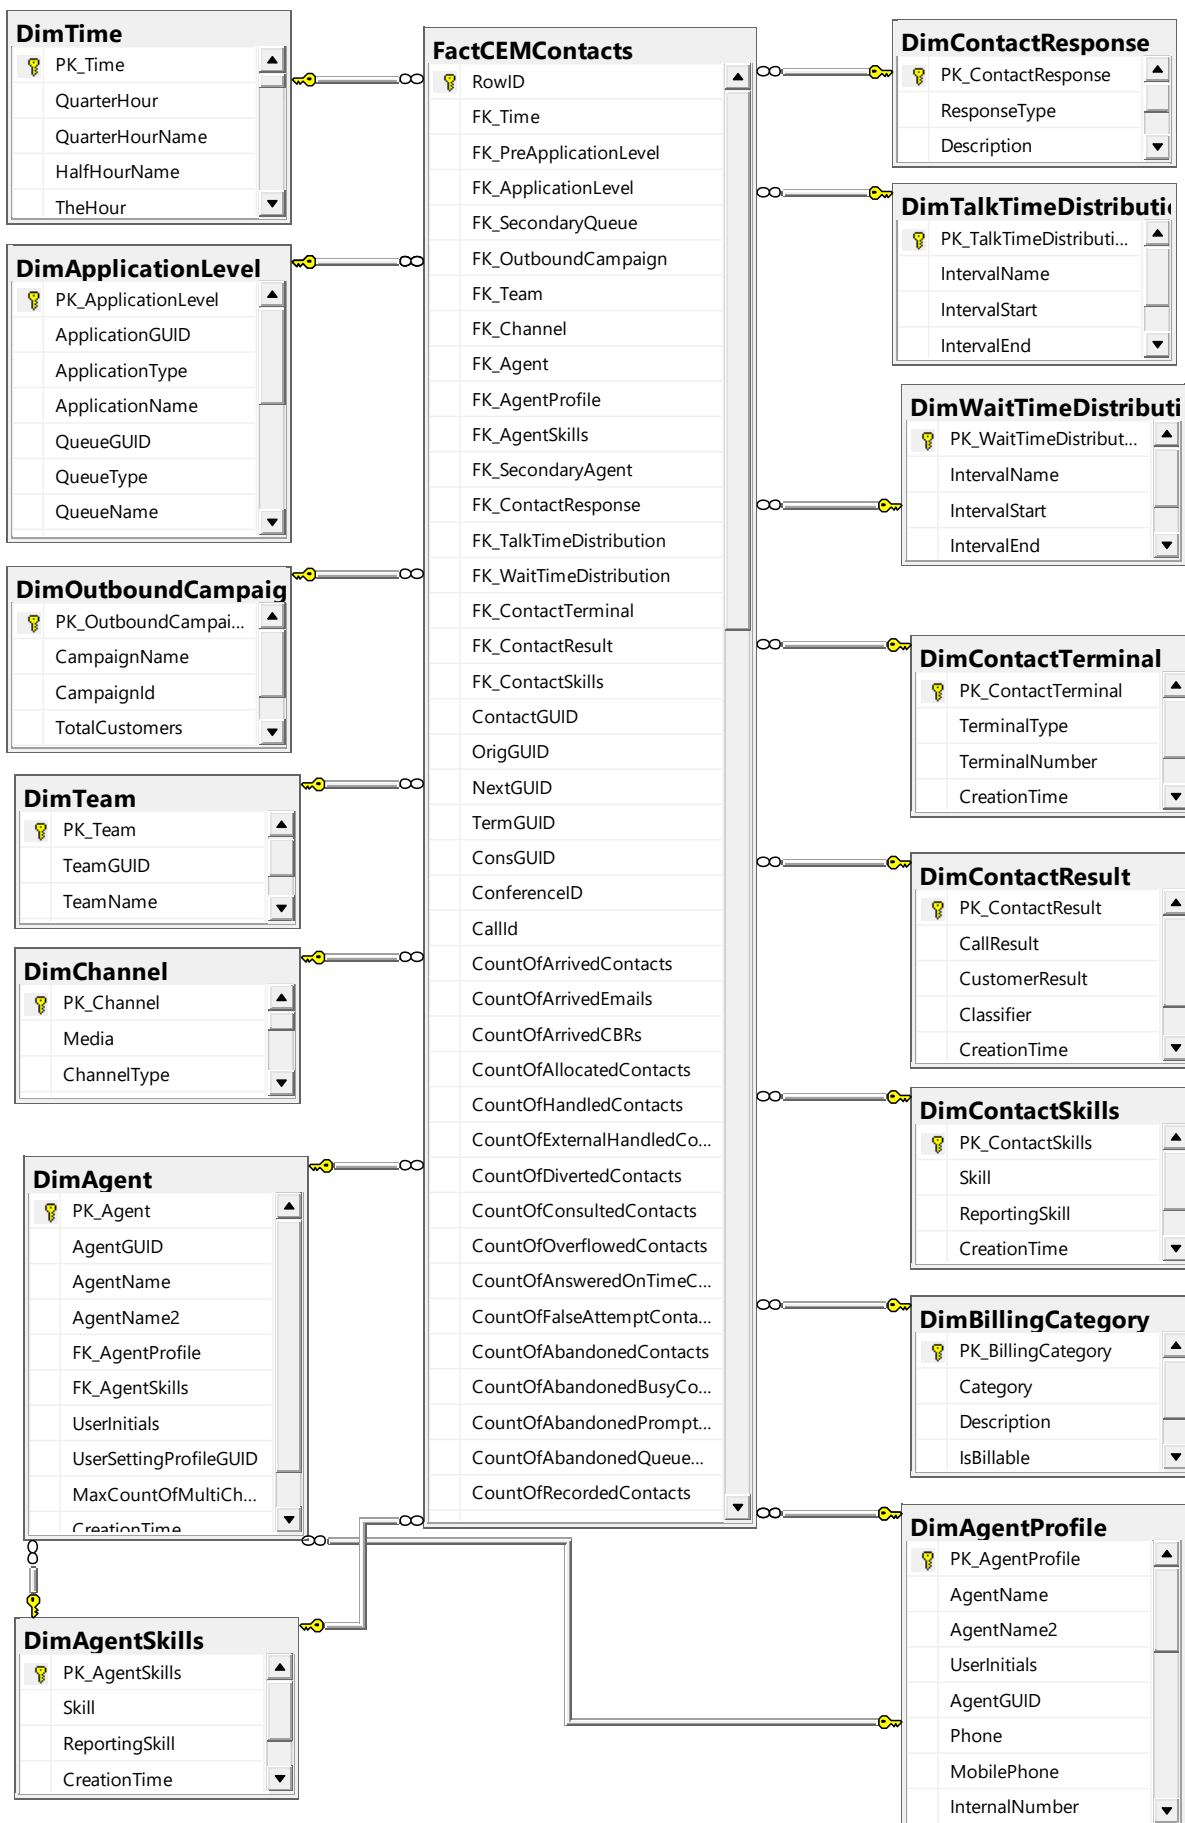 DimTime
PK_Time
QuarterHour
QuarterHourName
HalfHourName
TheHour
DimApplicationLevel
PK_ApplicationLevel
ApplicationGUID
ApplicationType
ApplicationName
QueueGUID
QueueType
QueueName
DimOutboundCampaig
PK_OutboundCampai...
CampaignName
CampaignId
TotalCustomers
DimTeam
PK_Team
TeamGUID
TeamName
DimChannel
PK_Channel
Media
ChannelType
DimAgent
PK_Agent
AgentGUID
AgentName
AgentName2
FK_AgentProfile
FK_AgentSkills
UserInitials
UserSettingProfileGUID
MaxCountOfMultiCh...
CreationTime
DimAgentSkills
PK_AgentSkills
Skill
ReportingSkill
CreationTime
FactCEMContacts
RowID
FK_Time
FK_PreApplicationLevel
FK_ApplicationLevel
FK_SecondaryQueue
FK_OutboundCampaign
FK_Team
FK_Channel
FK_Agent
FK_AgentProfile
FK_AgentSkills
FK_SecondaryAgent
FK_ContactResponse
FK_TalkTimeDistribution
FK_WaitTimeDistribution
FK_ContactTerminal
FK_ContactResult
FK_ContactSkills
ContactGUID
OrigGUID
NextGUID
TermGUID
ConsGUID
ConferenceID
CallId
CountOfArrivedContacts
CountOfArrivedEmails
CountOfArrivedCBRs
CountOfAllocatedContacts
CountOfHandledContacts
CountOfExternalHandledCo...
CountOfDivertedContacts
CountOfConsultedContacts
CountOfOverflowedContacts
CountOfAnsweredOnTimeC...
CountOfFalseAttemptConta...
CountOfAbandonedContacts
CountOfAbandonedBusyCo...
CountOfAbandonedPrompt...
CountOfAbandonedQueue...
CountOfRecordedContacts
DimContactResponse
PK_ContactResponse
ResponseType
Description
DimTalkTimeDistributi
PK_TalkTimeDistributi...
IntervalName
IntervalStart
IntervalEnd
DimWaitTimeDistributi
PK_WaitTimeDistribut...
IntervalName
IntervalStart
IntervalEnd
DimContactTerminal
PK_ContactTerminal
TerminalType
TerminalNumber
CreationTime
DimContactResult
PK_ContactResult
CallResult
CustomerResult
Classifier
CreationTime
DimContactSkills
PK_ContactSkills
Skill
ReportingSkill
CreationTime
DimBillingCategory
PK_BillingCategory
Category
Description
IsBillable
DimAgentProfile
PK_AgentProfile
AgentName
AgentName2
UserInitials
AgentGUID
Phone
MobilePhone
InternalNumber